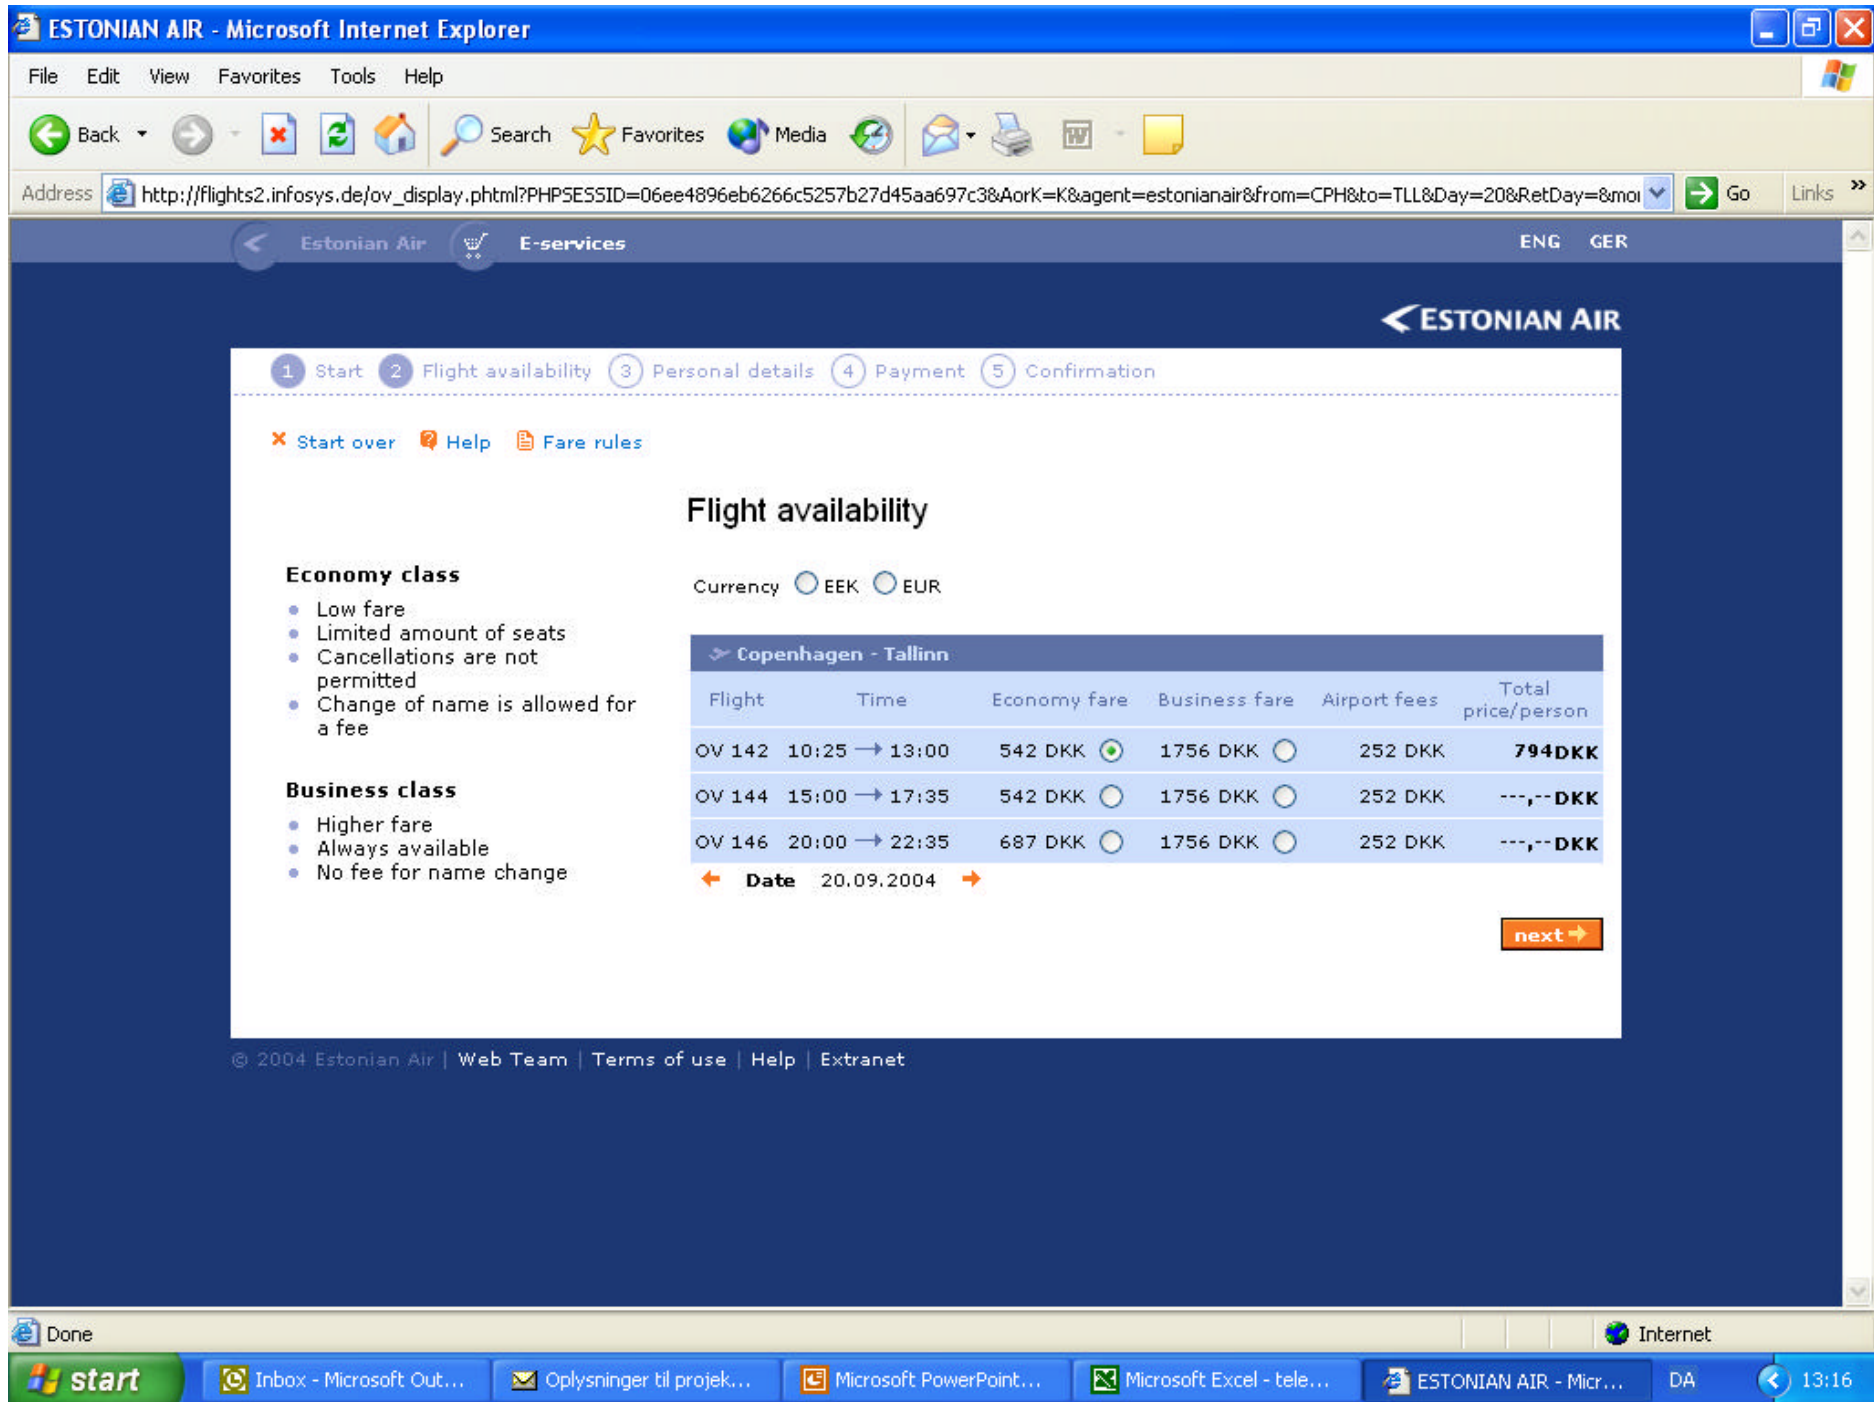 ESTONIAN AIR - Microsoft Internet Explorer
File Edit View Favorites Tools Help
Back Search Favorites Media
Address http://flights2.infosys.de/ov_display.phtml?PHPSESSID=06ee4896eb6266c5257b27d45aa697c3&AorK=K&agent=estonianair&from=CPH&to=TLL&Day=20&RetDay=&mo Go Links »
Estonian Air E-services ENG GER
ESTONIAN AIR
1 Start 2 Flight availability 3 Personal details 4 Payment 5 Confirmation
Start over Help Fare rules
Flight availability
Economy class
Low fare
Limited amount of seats
Cancellations are not
permitted
Change of name is allowed for
a fee
Business class
Higher fare
Always available
No fee for name change
Currency EEK EUR
Copenhagen - Tallinn
Flight Time Economy fare Business fare Airport fees Total price/person
OV 142 10:25 → 13:00 542 DKK 1756 DKK 252 DKK 794DKK
OV 144 15:00 → 17:35 542 DKK 1756 DKK 252 DKK ---,--DKK
OV 146 20:00 → 22:35 687 DKK 1756 DKK 252 DKK ---,--DKK
Date 20.09.2004
next
© 2004 Estonian Air | Web Team | Terms of use | Help | Extranet
Done Internet
start Inbox - Microsoft Out... Oplysninger til projek... Microsoft PowerPoint... Microsoft Excel - tele... ESTONIAN AIR - Micr... DA 13:16